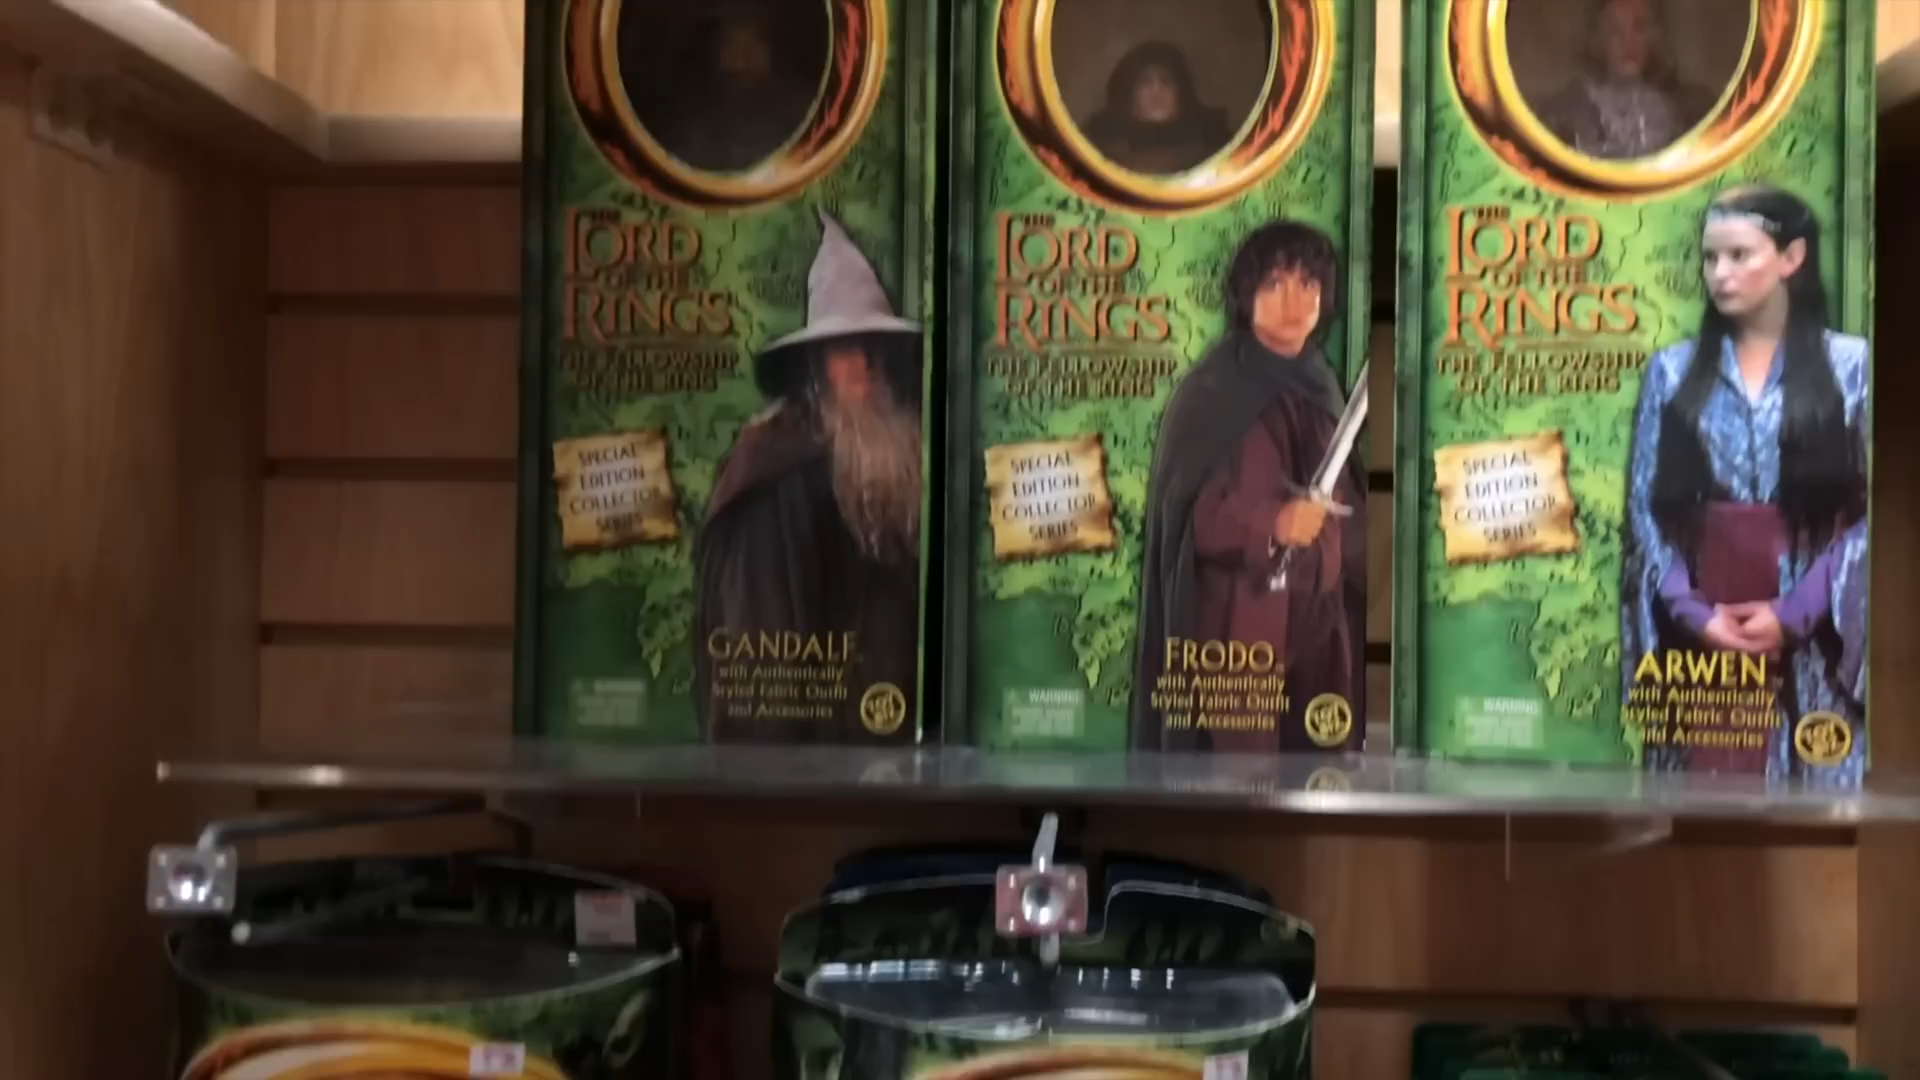 THE
LORD
OF THE
RINGS
THE FELLOWSHIP
OF THE RING
SPECIAL
EDITION
COLLECTOR
SERIES
GANDALF
with Authentically
Styled Fabric Outfit
and Accessories
WARNING
THE
LORD
OF THE
RINGS
THE FELLOWSHIP
OF THE RING
SPECIAL
EDITION
COLLECTOR
SERIES
FRODO
with Authentically
Styled Fabric Outfit
and Accessories
WARNING
THE
LORD
OF THE
RINGS
THE FELLOWSHIP
OF THE RING
SPECIAL
EDITION
COLLECTOR
SERIES
ARWEN
with Authentically
Styled Fabric Outfit
and Accessories
WARNING